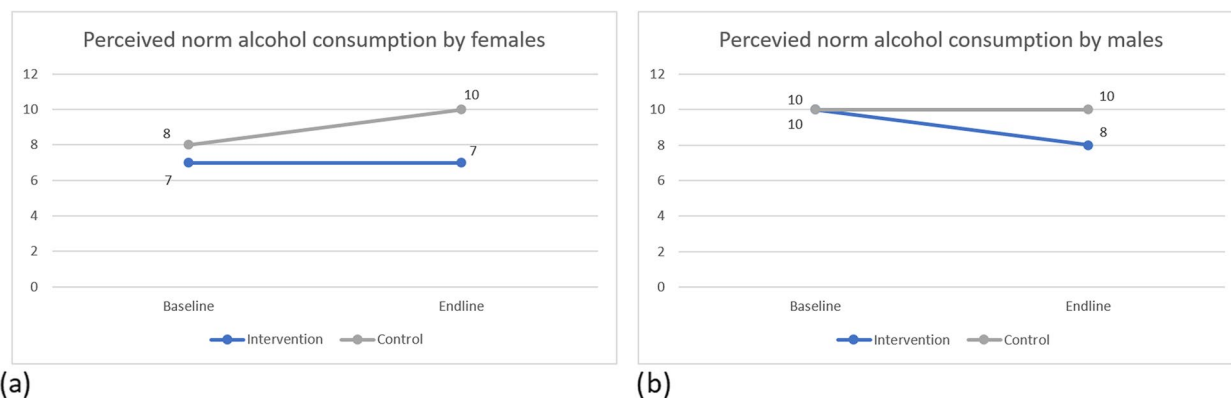 Perceived norm alcohol consumption by females
12
10
8
6
4
2
0
8
10
7
7
Baseline Endline
Intervention Control
(a)
Percevied norm alcohol consumption by males
12
10
8
6
4
2
0
10
10
10
8
Baseline Endline
Intervention Control
(b)